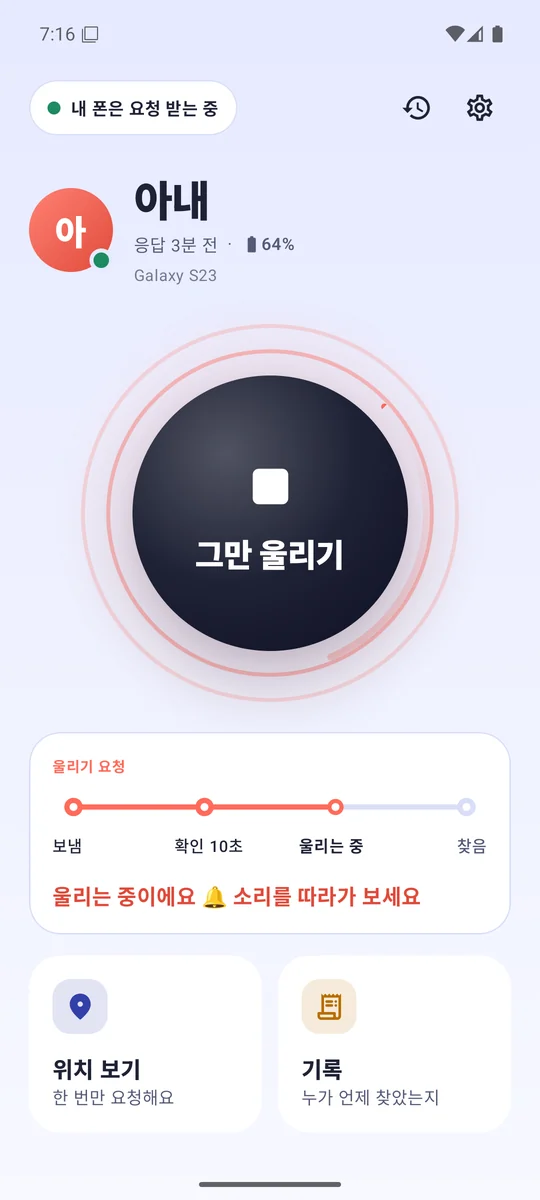 7:16
내 폰은 요청 받는 중
아
아내
응답 3분 전 · 64%
Galaxy S23
그만 울리기
울리기 요청
보냄 확인 10초 울리는 중 찾음
울리는 중이에요 🔔 소리를 따라가 보세요
위치 보기
한 번만 요청해요
기록
누가 언제 찾았는지